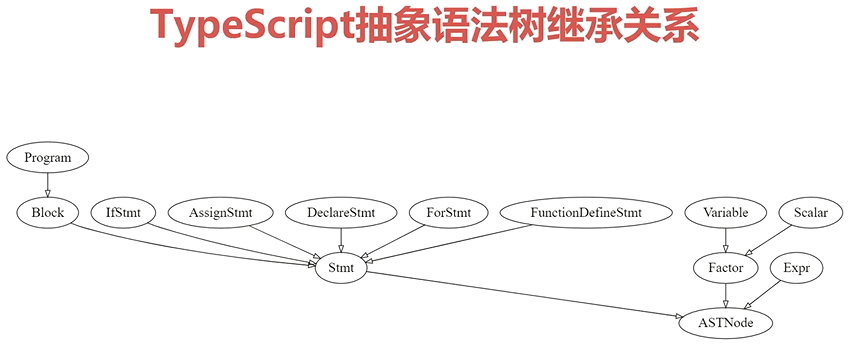 TypeScript抽象语法树继承关系
Program
Block IfStmt AssignStmt DeclareStmt ForStmt FunctionDefineStmt Variable Scalar
Stmt Factor Expr
ASTNode